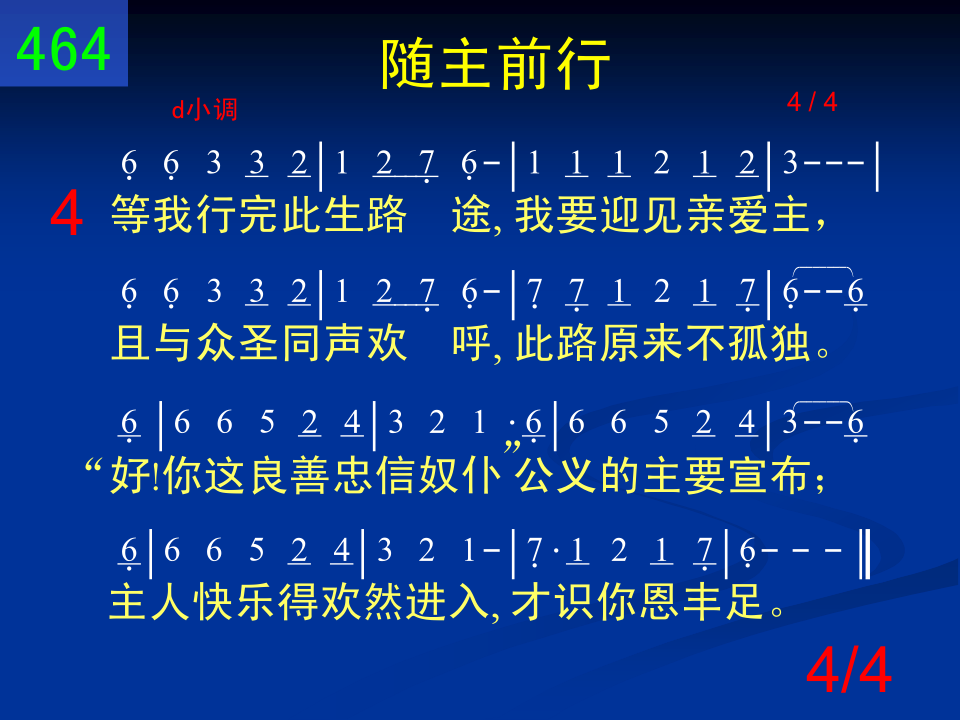 464
随主前行
d小调
4 / 4
6̣ 6̣ 3 3̲ 2̲ | 1 2̲ 7̣̲ 6̣ - | 1 1̲ 1̲ 2 1̲ 2̲ | 3 - - - |
4
等我行完此生路 途, 我要迎见亲爱主，
6̣ 6̣ 3 3̲ 2̲ | 1 2̲ 7̣̲ 6̣ - | 7̣ 7̣̲ 1̲ 2 1̲ 7̣̲ | 6̣ - - 6̣̲
且与众圣同声欢 呼, 此路原来不孤独。
6̣̲ | 6 6 5 2̲ 4̲ | 3 2 1 · 6̣̲ | 6 6 5 2̲ 4̲ | 3 - - 6̣̲
“好!你这良善忠信奴仆”公义的主要宣布；
6̣̲ | 6 6 5 2̲ 4̲ | 3 2 1 - | 7̣ · 1̲ 2 1̲ 7̣̲ | 6̣ - - - ‖
主人快乐得欢然进入, 才识你恩丰足。
4/4